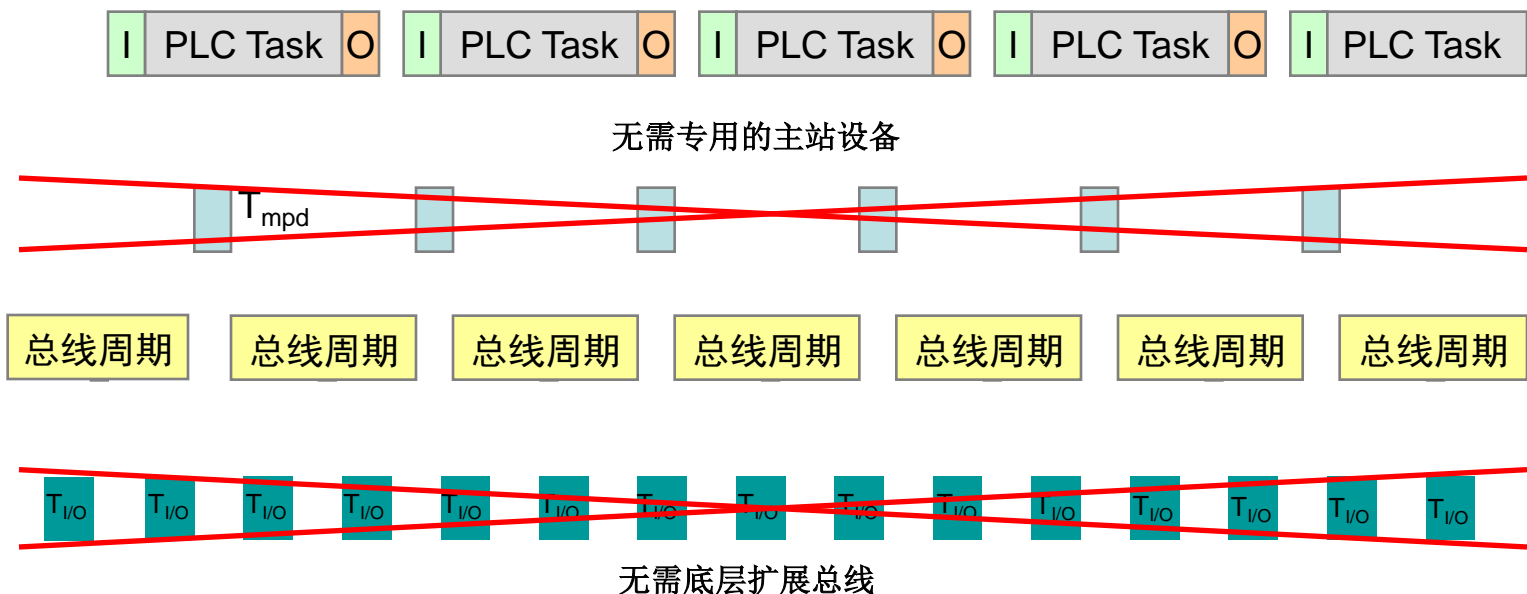 I PLC Task O I PLC Task O I PLC Task O I PLC Task O I PLC Task
无需专用的主站设备
Tmpd
总线周期 总线周期 总线周期 总线周期 总线周期 总线周期 总线周期
TI/O TI/O TI/O TI/O TI/O TI/O TI/O TI/O TI/O TI/O TI/O TI/O TI/O TI/O TI/O
无需底层扩展总线